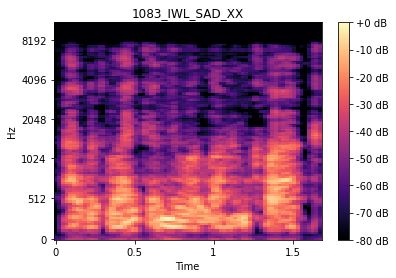 1083_IWL_SAD_XX
+0 dB
8192
-10 dB
4096
-20 dB
-30 dB
2048
Hz
-40 dB
1024
-50 dB
512
-60 dB
-70 dB
0
-80 dB
0
0.5
1
1.5
Time